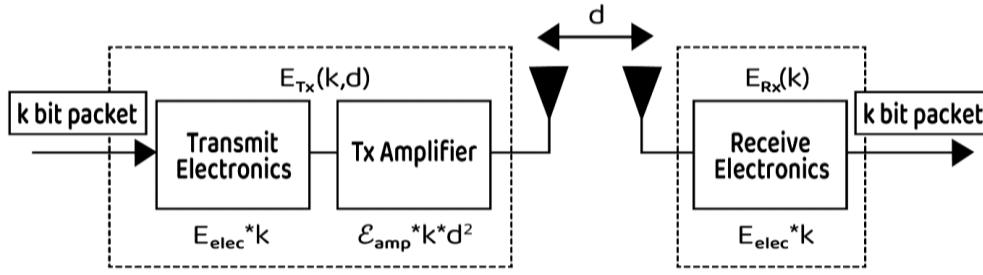 d
E_Tx(k,d)
E_Rx(k)
k bit packet
Transmit
Electronics
Tx Amplifier
Receive
Electronics
k bit packet
E_elec*k
ℰ_amp*k*d²
E_elec*k